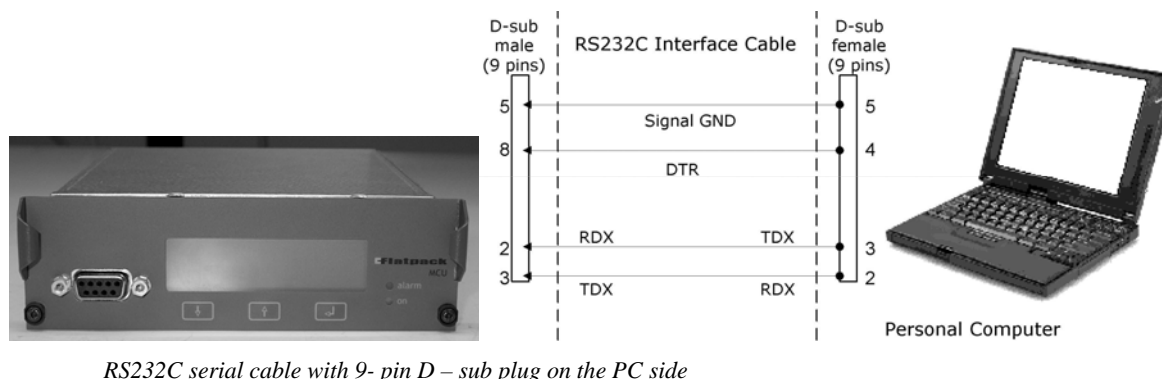 D-sub
male
(9 pins)
RS232C Interface Cable
D-sub
female
(9 pins)
5
Signal GND
5
8
DTR
4
2
RDX
TDX
3
3
TDX
RDX
2
flatpack
MCU
alarm
on
Personal Computer
RS232C serial cable with 9- pin D – sub plug on the PC side